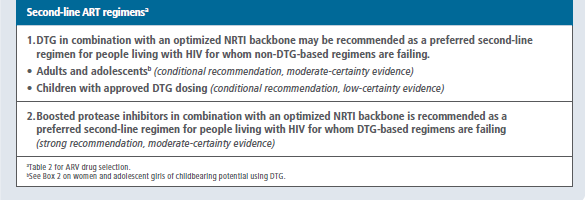 Second-line ART regimensᵃ
1. DTG in combination with an optimized NRTI backbone may be recommended as a preferred second-line
regimen for people living with HIV for whom non-DTG-based regimens are failing.
• Adults and adolescentsᵇ (conditional recommendation, moderate-certainty evidence)
• Children with approved DTG dosing (conditional recommendation, low-certainty evidence)
2. Boosted protease inhibitors in combination with an optimized NRTI backbone is recommended as a
preferred second-line regimen for people living with HIV for whom DTG-based regimens are failing
(strong recommendation, moderate-certainty evidence)
ᵃTable 2 for ARV drug selection.
ᵇSee Box 2 on women and adolescent girls of childbearing potential using DTG.